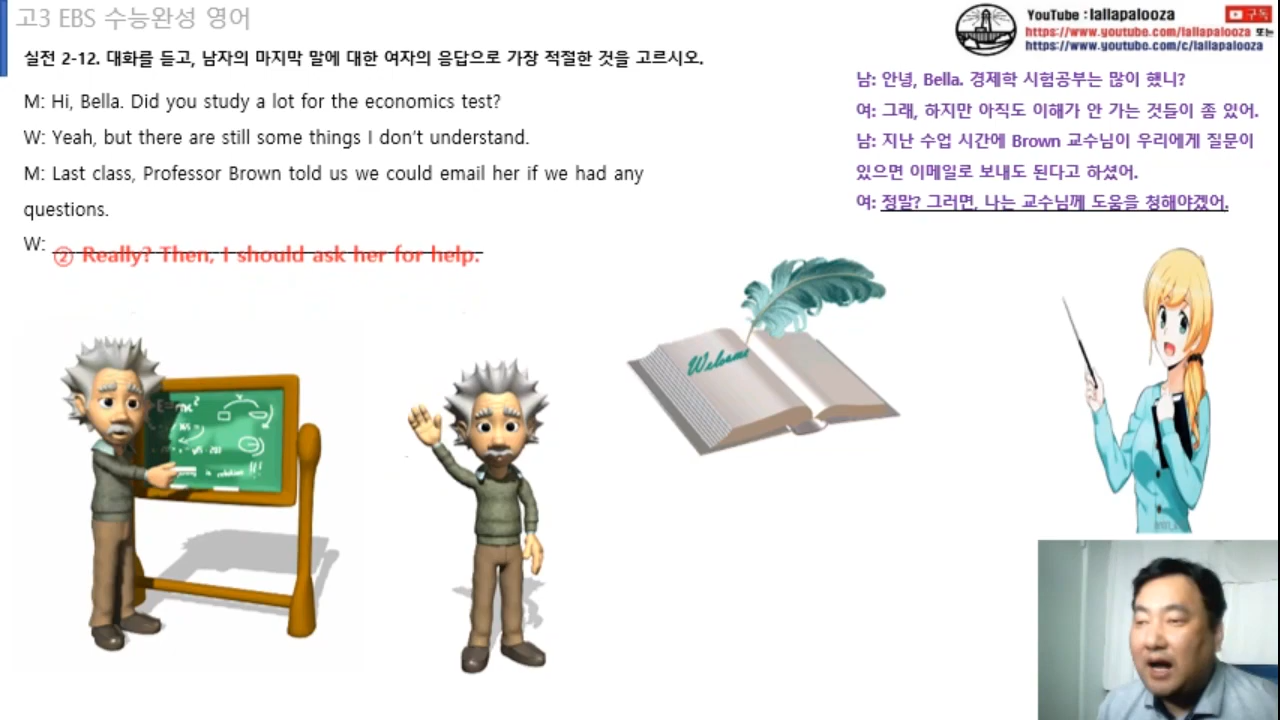 고3 EBS 수능완성 영어
YouTube : lallapalooza
구독
https://www.youtube.com/lallapalooza 또는
https://www.youtube.com/c/lallapalooza
실전 2-12. 대화를 듣고, 남자의 마지막 말에 대한 여자의 응답으로 가장 적절한 것을 고르시오.
M: Hi, Bella. Did you study a lot for the economics test?
W: Yeah, but there are still some things I don’t understand.
M: Last class, Professor Brown told us we could email her if we had any
questions.
W: ② Really? Then, I should ask her for help.
남: 안녕, Bella. 경제학 시험공부는 많이 했니?
여: 그래, 하지만 아직도 이해가 안 가는 것들이 좀 있어.
남: 지난 수업 시간에 Brown 교수님이 우리에게 질문이
있으면 이메일로 보내도 된다고 하셨어.
여: 정말? 그러면, 나는 교수님께 도움을 청해야겠어.
Welcome